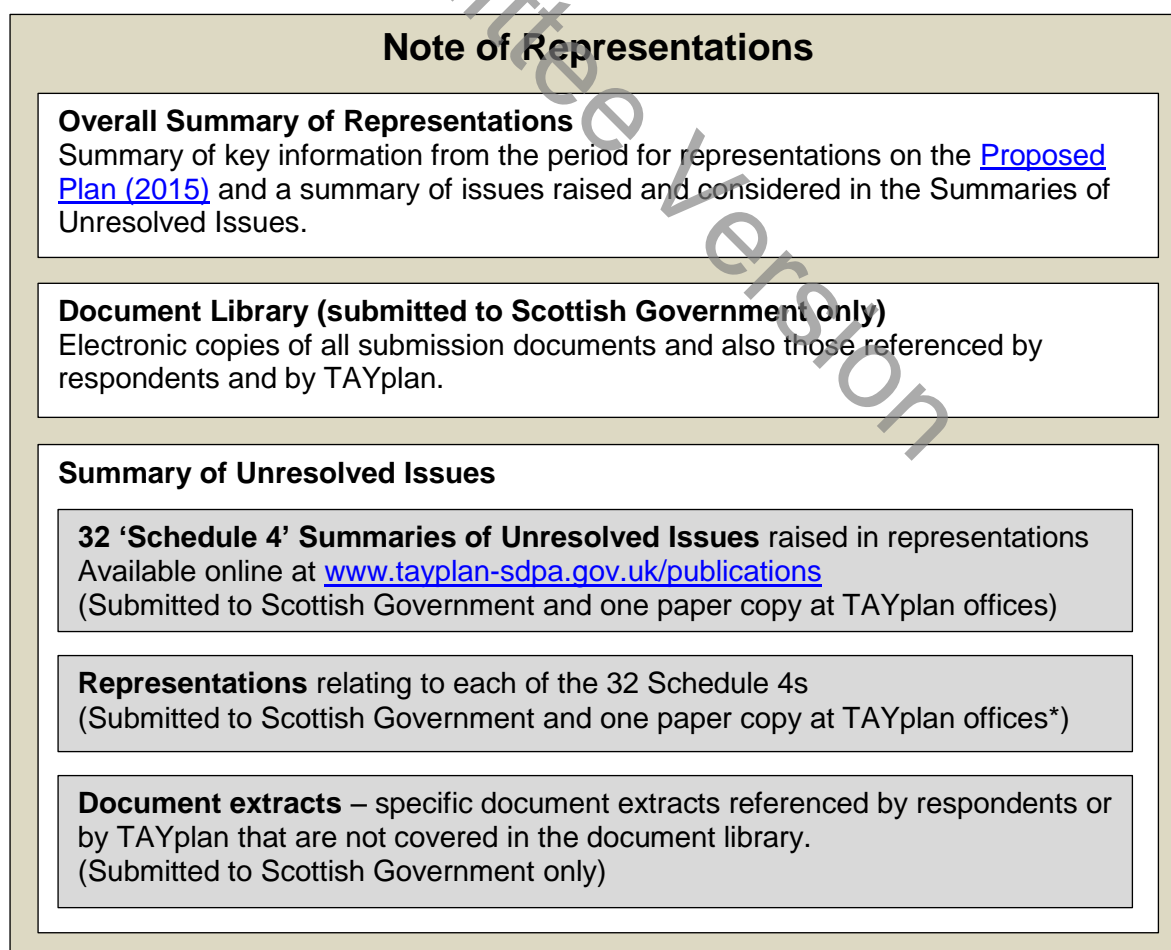 Note of Representations
Overall Summary of Representations
Summary of key information from the period for representations on the Proposed
Plan (2015) and a summary of issues raised and considered in the Summaries of
Unresolved Issues.
Document Library (submitted to Scottish Government only)
Electronic copies of all submission documents and also those referenced by
respondents and by TAYplan.
Summary of Unresolved Issues
32 ‘Schedule 4’ Summaries of Unresolved Issues raised in representations
Available online at www.tayplan-sdpa.gov.uk/publications
(Submitted to Scottish Government and one paper copy at TAYplan offices)
Representations relating to each of the 32 Schedule 4s
(Submitted to Scottish Government and one paper copy at TAYplan offices*)
Document extracts – specific document extracts referenced by respondents or
by TAYplan that are not covered in the document library.
(Submitted to Scottish Government only)
Version